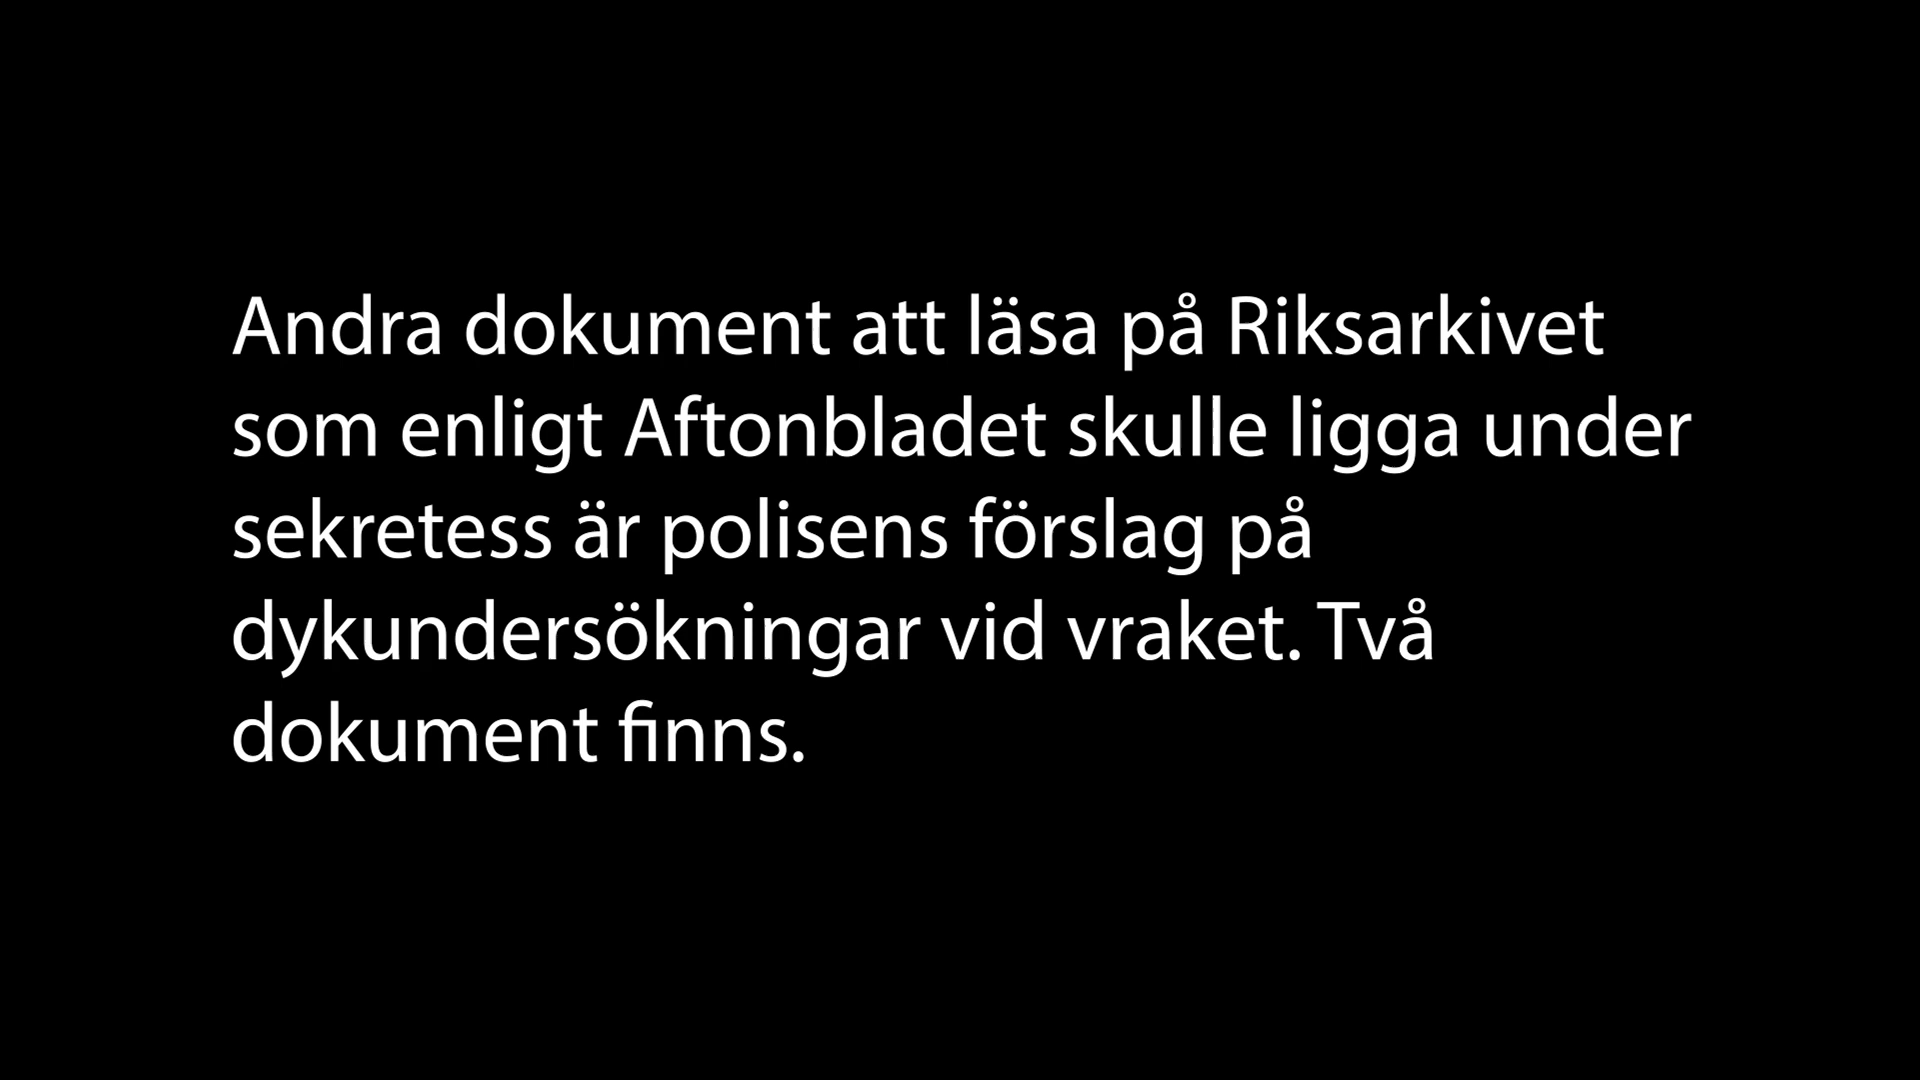 Andra dokument att läsa på Riksarkivet
som enligt Aftonbladet skulle ligga under
sekretess är polisens förslag på
dykundersökningar vid vraket. Två
dokument finns.